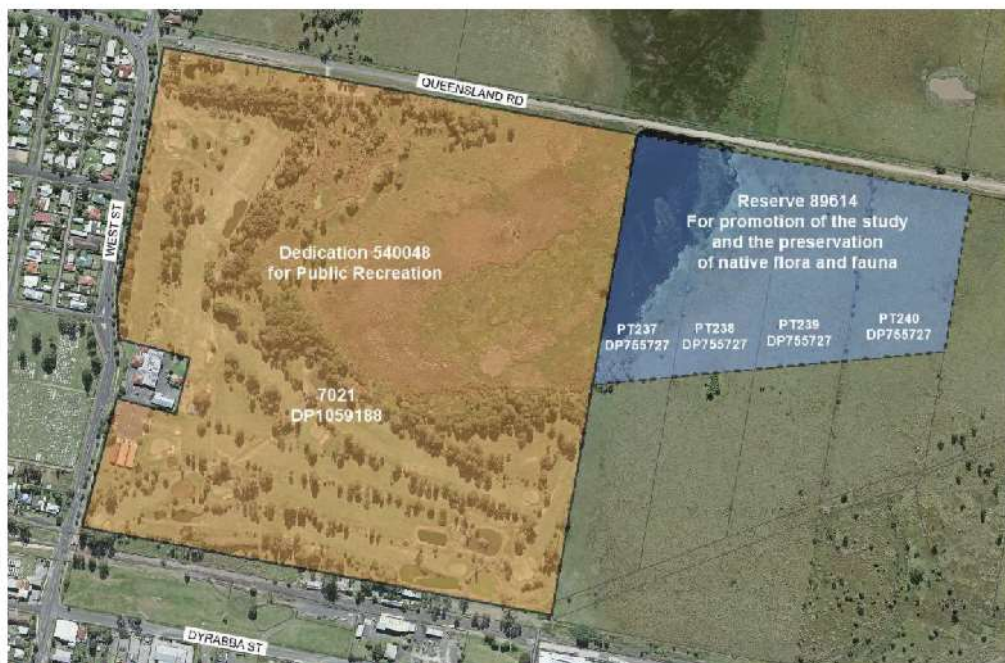 QUEENSLAND RD
WEST ST
Dedication 540048
for Public Recreation
Reserve 89614
For promotion of the study
and the preservation
of native flora and fauna
PT237
DP755727
PT238
DP755727
PT239
DP755727
PT240
DP755727
7021
DP1059188
DYRABBA ST